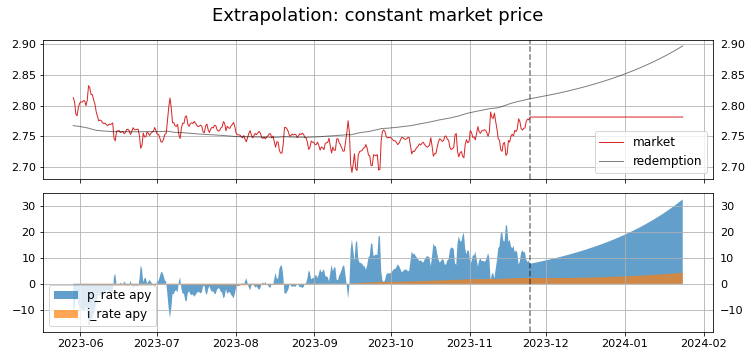 Extrapolation: constant market price
2.90 2.90
2.85 2.85
2.80 2.80
2.75 2.75
2.70 2.70
market
redemption
30 30
20 20
10 10
0 0
−10 −10
p_rate apy
i_rate apy
2023-06 2023-07 2023-08 2023-09 2023-10 2023-11 2023-12 2024-01 2024-02